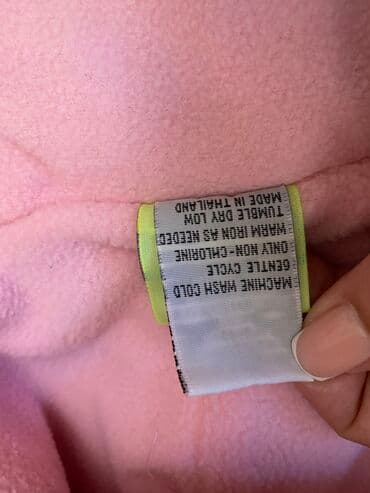 MACHINE WASH COLD
GENTLE CYCLE
ONLY NON-CHLORINE
WARM IRON AS NEEDED
TUMBLE DRY LOW
MADE IN THAILAND